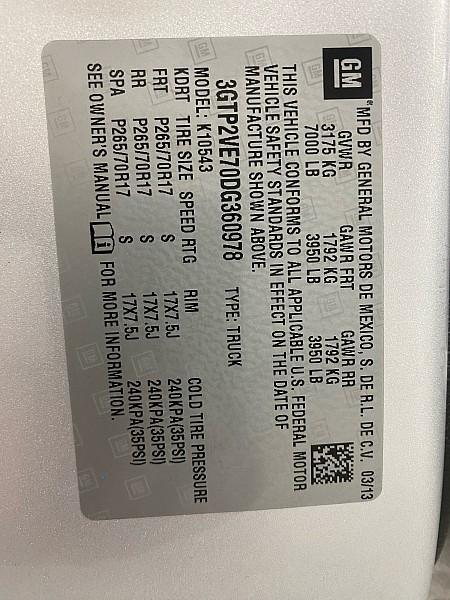 GM
® MFD BY GENERAL MOTORS DE MEXICO, S. DE R.L. DE C.V. 03/13
GVWR GAWR FRT GAWR RR
3175 KG 1792 KG 1792 KG
7000 LB 3950 LB 3950 LB
THIS VEHICLE CONFORMS TO ALL APPLICABLE U.S. FEDERAL MOTOR
VEHICLE SAFETY STANDARDS IN EFFECT ON THE DATE OF
MANUFACTURE SHOWN ABOVE.
3GTP2VE70DG360978 TYPE: TRUCK
MODEL: K10543
KDRT TIRE SIZE SPEED RTG RIM COLD TIRE PRESSURE
FRT P265/70R17 S 17X7.5J 240KPA(35PSI)
RR P265/70R17 S 17X7.5J 240KPA(35PSI)
SPA P265/70R17 S 17X7.5J 240KPA(35PSI)
SEE OWNER'S MANUAL i FOR MORE INFORMATION.